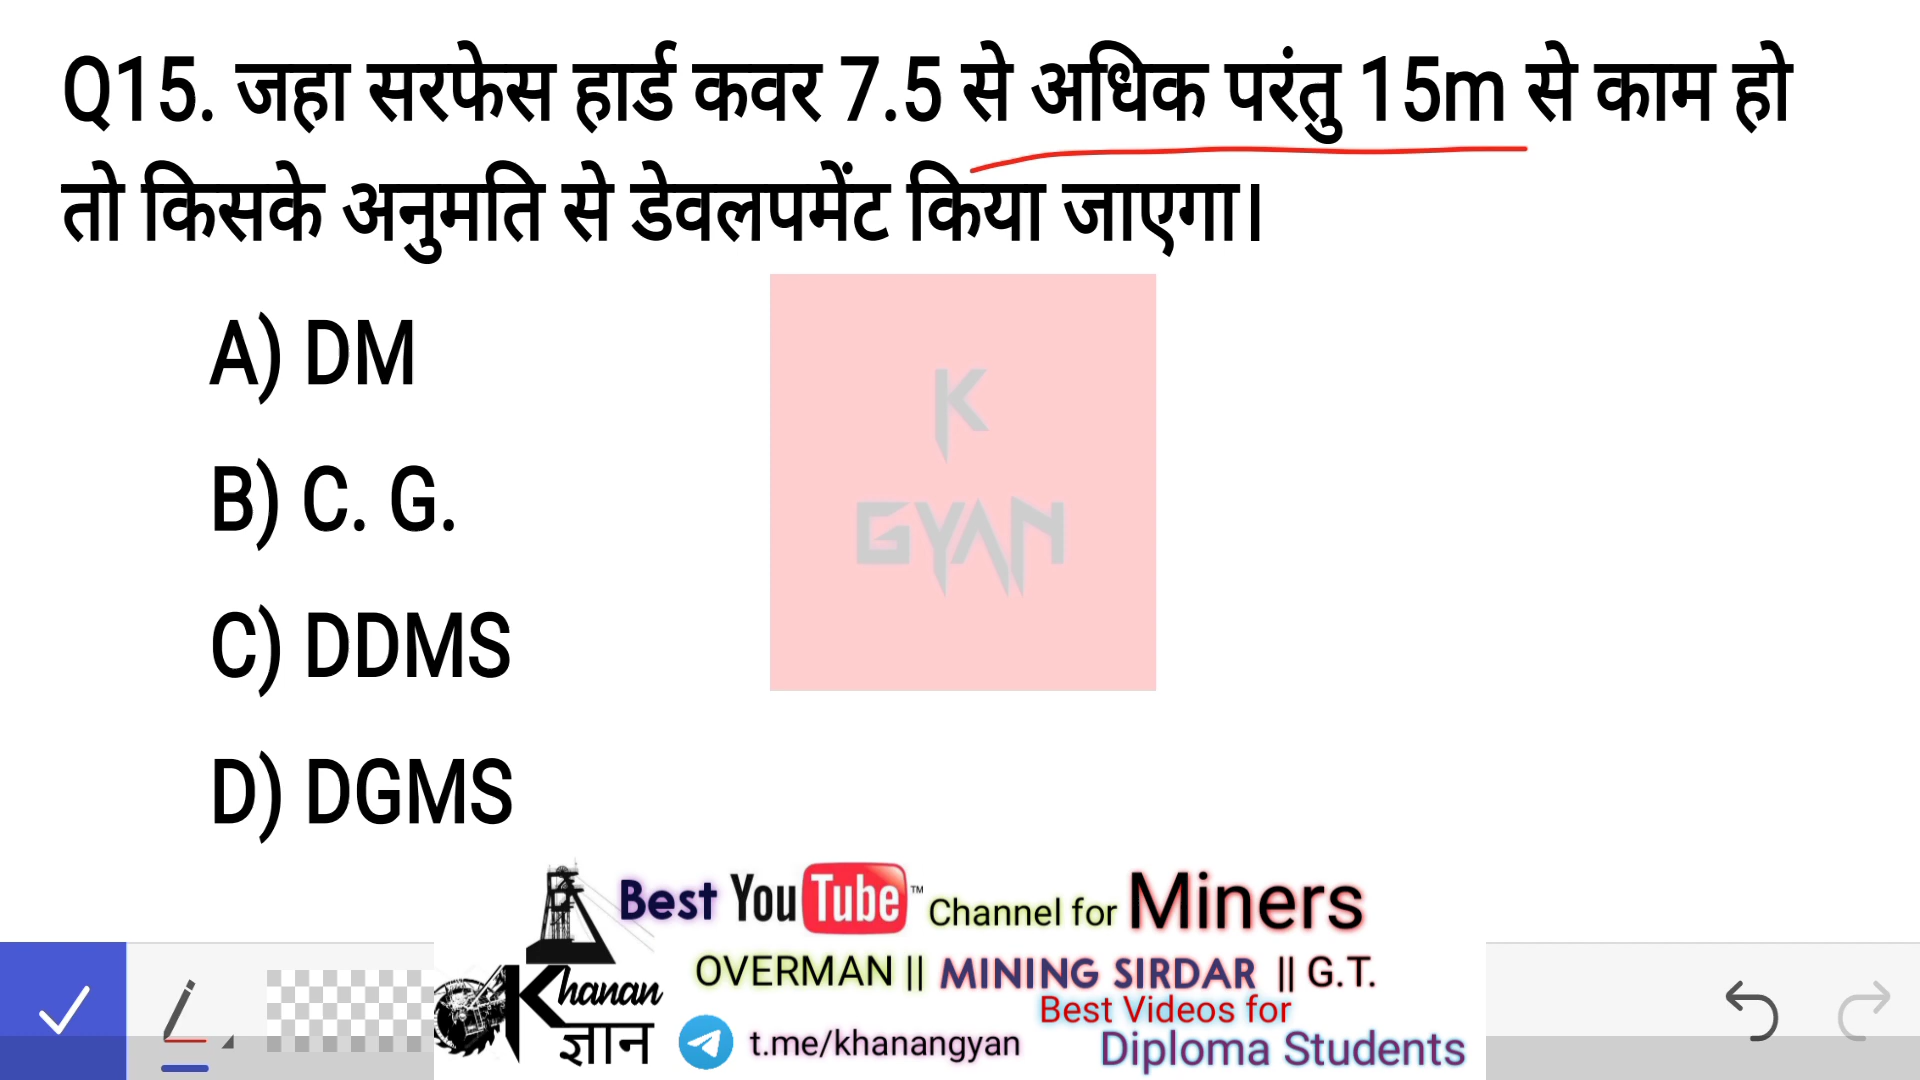 Q15. जहा सरफेस हार्ड कवर 7.5 से अधिक परंतु 15m से काम हो
तो किसके अनुमति से डेवलपमेंट किया जाएगा।
A) DM
B) C. G.
C) DDMS
D) DGMS
K
GYAN
Best YouTube™ Channel for Miners
OVERMAN || MINING SIRDAR || G.T.
Khanan
ज्ञान
Best Videos for
t.me/khanangyan
Diploma Students